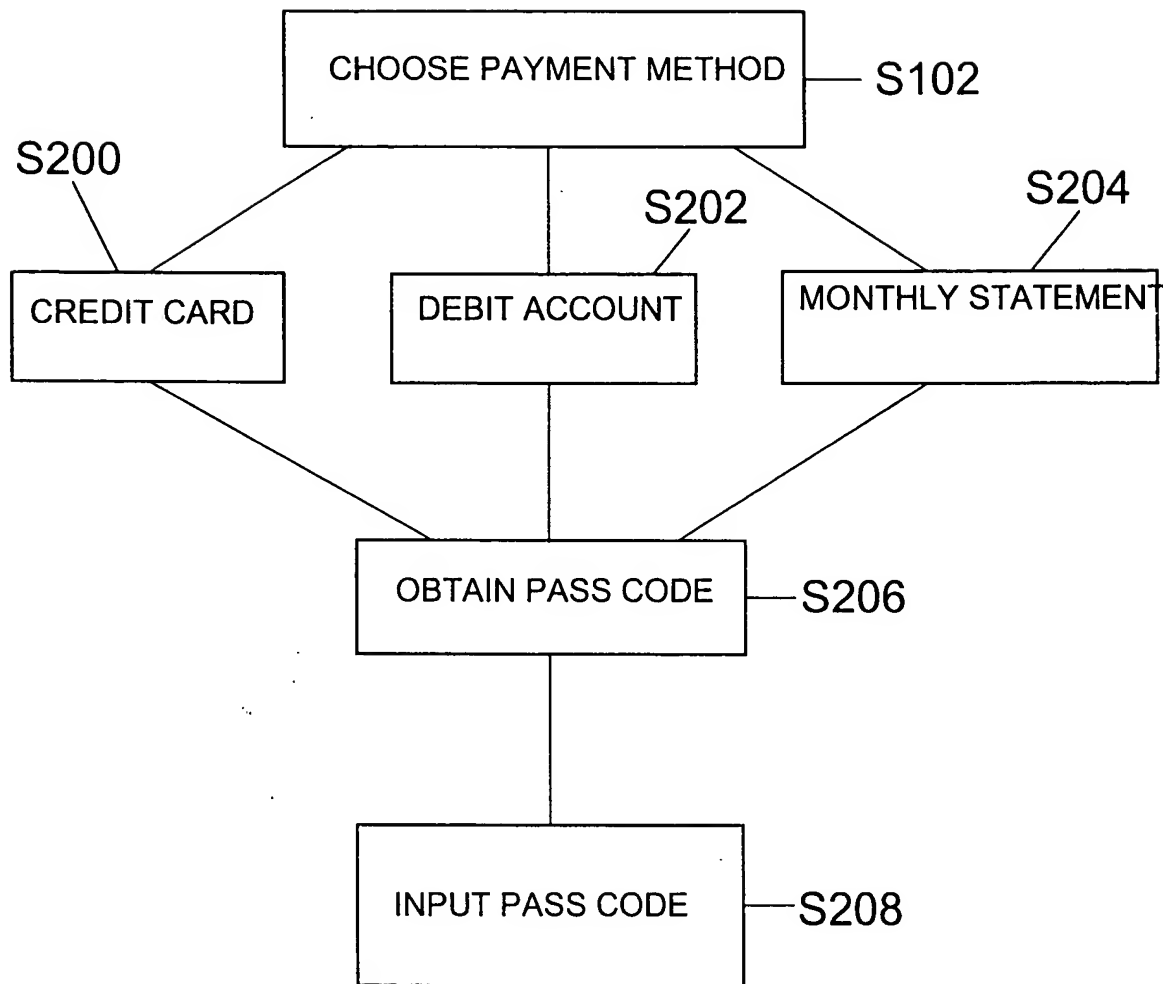 CHOOSE PAYMENT METHOD
S102
S200
S202
S204
CREDIT CARD
DEBIT ACCOUNT
MONTHLY STATEMENT
OBTAIN PASS CODE
S206
INPUT PASS CODE
S208